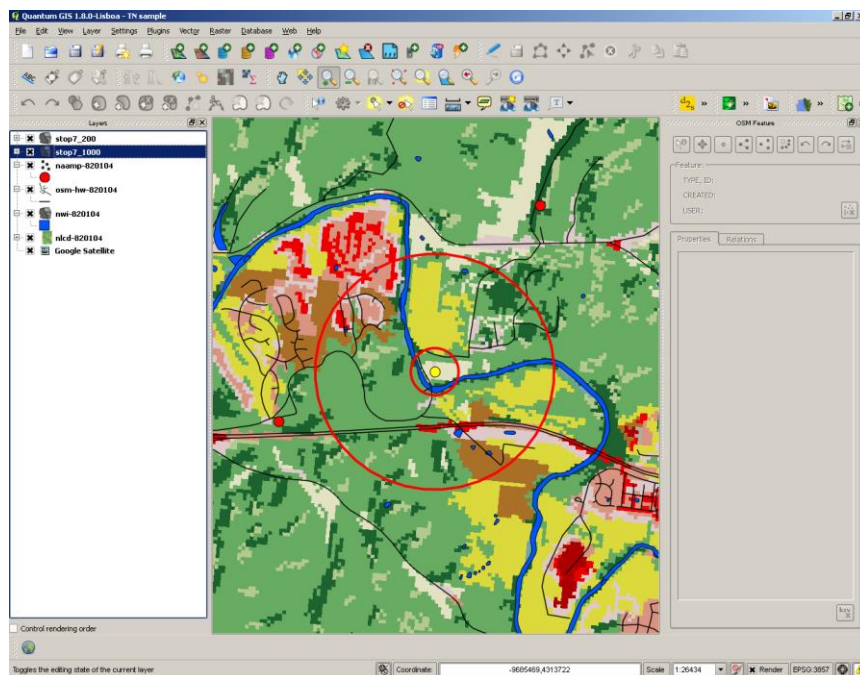 Quantum GIS 1.8.0-Lisboa - TN sample
File Edit View Layer Settings Plugins Vector Raster Database Web Help
d2s » » » »
Layers
stop7_200
stop7_1000
naamp-820104
osm-hw-820104
nwi-820104
nlcd-820104
Google Satellite
Control rendering order
OSM Feature
Feature:
TYPE, ID:
CREATED:
USER:
Properties Relations
Toggles the editing state of the current layer
Coordinate: -9685469,4313722 Scale 1:26434 Render EPSG:3857